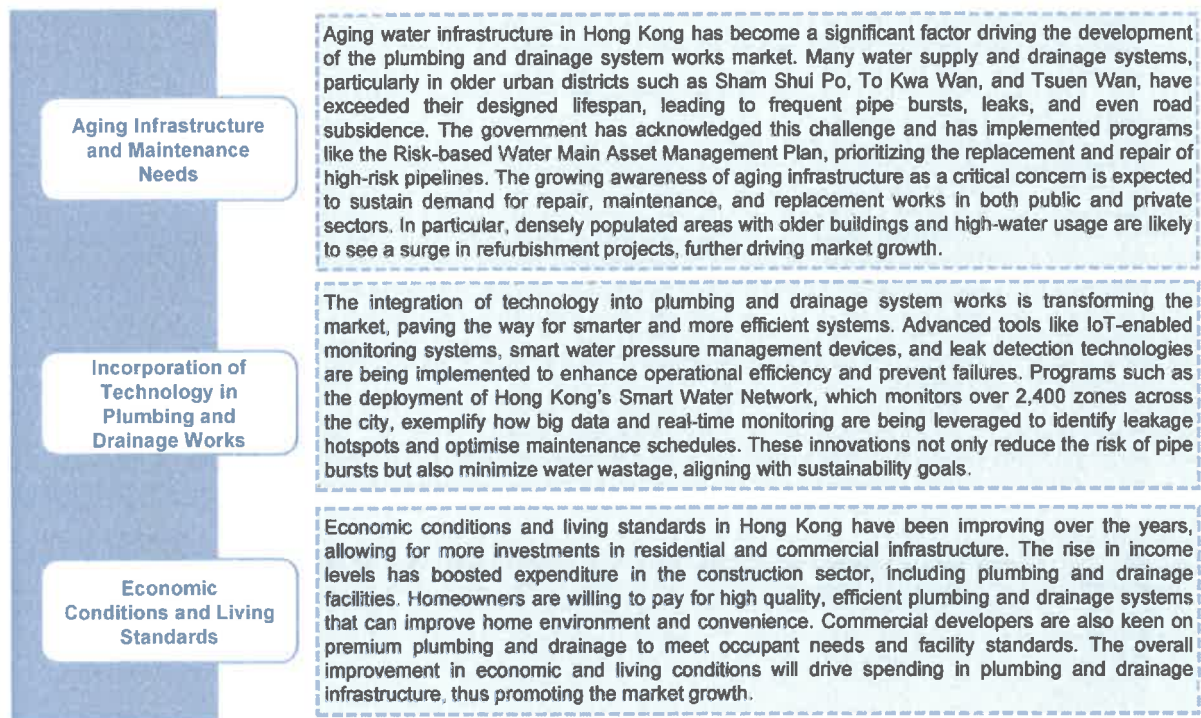 Aging Infrastructure
and Maintenance
Needs
Aging water infrastructure in Hong Kong has become a significant factor driving the development
of the plumbing and drainage system works market. Many water supply and drainage systems,
particularly in older urban districts such as Sham Shui Po, To Kwa Wan, and Tsuen Wan, have
exceeded their designed lifespan, leading to frequent pipe bursts, leaks, and even road
subsidence. The government has acknowledged this challenge and has implemented programs
like the Risk-based Water Main Asset Management Plan, prioritizing the replacement and repair of
high-risk pipelines. The growing awareness of aging infrastructure as a critical concern is expected
to sustain demand for repair, maintenance, and replacement works in both public and private
sectors. In particular, densely populated areas with older buildings and high-water usage are likely
to see a surge in refurbishment projects, further driving market growth.
Incorporation of
Technology in
Plumbing and
Drainage Works
The integration of technology into plumbing and drainage system works is transforming the
market, paving the way for smarter and more efficient systems. Advanced tools like IoT-enabled
monitoring systems, smart water pressure management devices, and leak detection technologies
are being implemented to enhance operational efficiency and prevent failures. Programs such as
the deployment of Hong Kong's Smart Water Network, which monitors over 2,400 zones across
the city, exemplify how big data and real-time monitoring are being leveraged to identify leakage
hotspots and optimise maintenance schedules. These innovations not only reduce the risk of pipe
bursts but also minimize water wastage, aligning with sustainability goals.
Economic
Conditions and Living
Standards
Economic conditions and living standards in Hong Kong have been improving over the years,
allowing for more investments in residential and commercial infrastructure. The rise in income
levels has boosted expenditure in the construction sector, including plumbing and drainage
facilities. Homeowners are willing to pay for high quality, efficient plumbing and drainage systems
that can improve home environment and convenience. Commercial developers are also keen on
premium plumbing and drainage to meet occupant needs and facility standards. The overall
improvement in economic and living conditions will drive spending in plumbing and drainage
infrastructure, thus promoting the market growth.